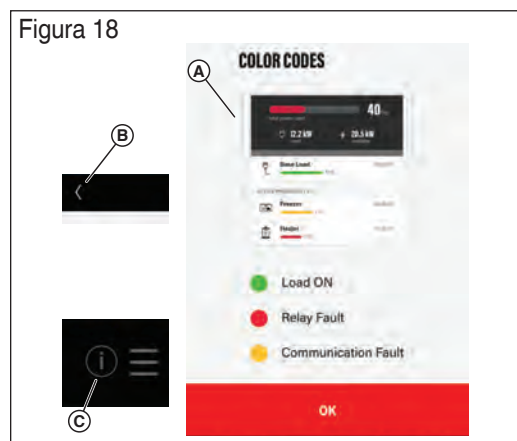 Figura 18
COLOR CODES
A
40
B
12.2 kW
20.5 kW
Base Load
Freezer
Heater
Load ON
Relay Fault
Communication Fault
C
OK